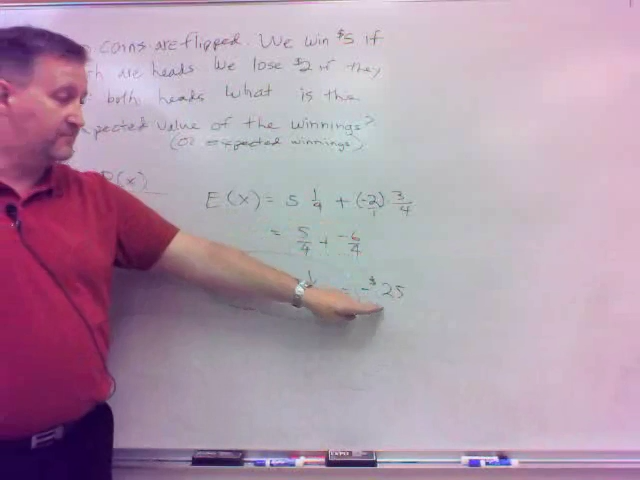 coins are flipped. We win $5 if
are heads We lose $2 if they
both heads What is the
expected value of the winnings?
(or expected winnings)
P(x)
E(x) = 5 1/4 + (-2)/1 · 3/4
= 5/4 + -6/4
= -$ 25
EXPO